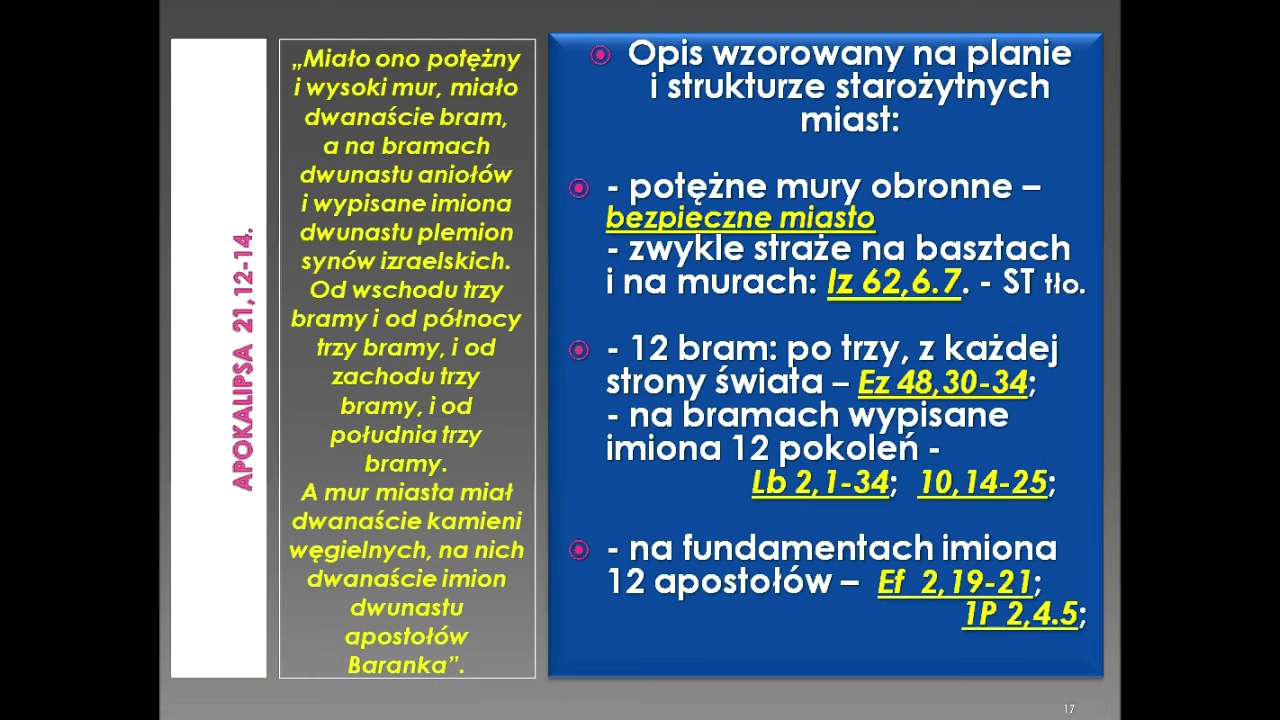 APOKALIPSA 21,12-14.
„Miało ono potężny
i wysoki mur, miało
dwanaście bram,
a na bramach
dwunastu aniołów
i wypisane imiona
dwunastu plemion
synów izraelskich.
Od wschodu trzy
bramy i od północy
trzy bramy, i od
zachodu trzy
bramy, i od
południa trzy
bramy.
A mur miasta miał
dwanaście kamieni
węgielnych, na nich
dwanaście imion
dwunastu
apostołów
Baranka”.
Opis wzorowany na planie
i strukturze starożytnych
miast:
- potężne mury obronne –
bezpieczne miasto
- zwykle straże na basztach
i na murach: Iz 62,6.7. - ST tło.
- 12 bram: po trzy, z każdej
strony świata – Ez 48,30-34;
- na bramach wypisane
imiona 12 pokoleń -
Lb 2,1-34; 10,14-25;
- na fundamentach imiona
12 apostołów – Ef 2,19-21;
1P 2,4.5;
17